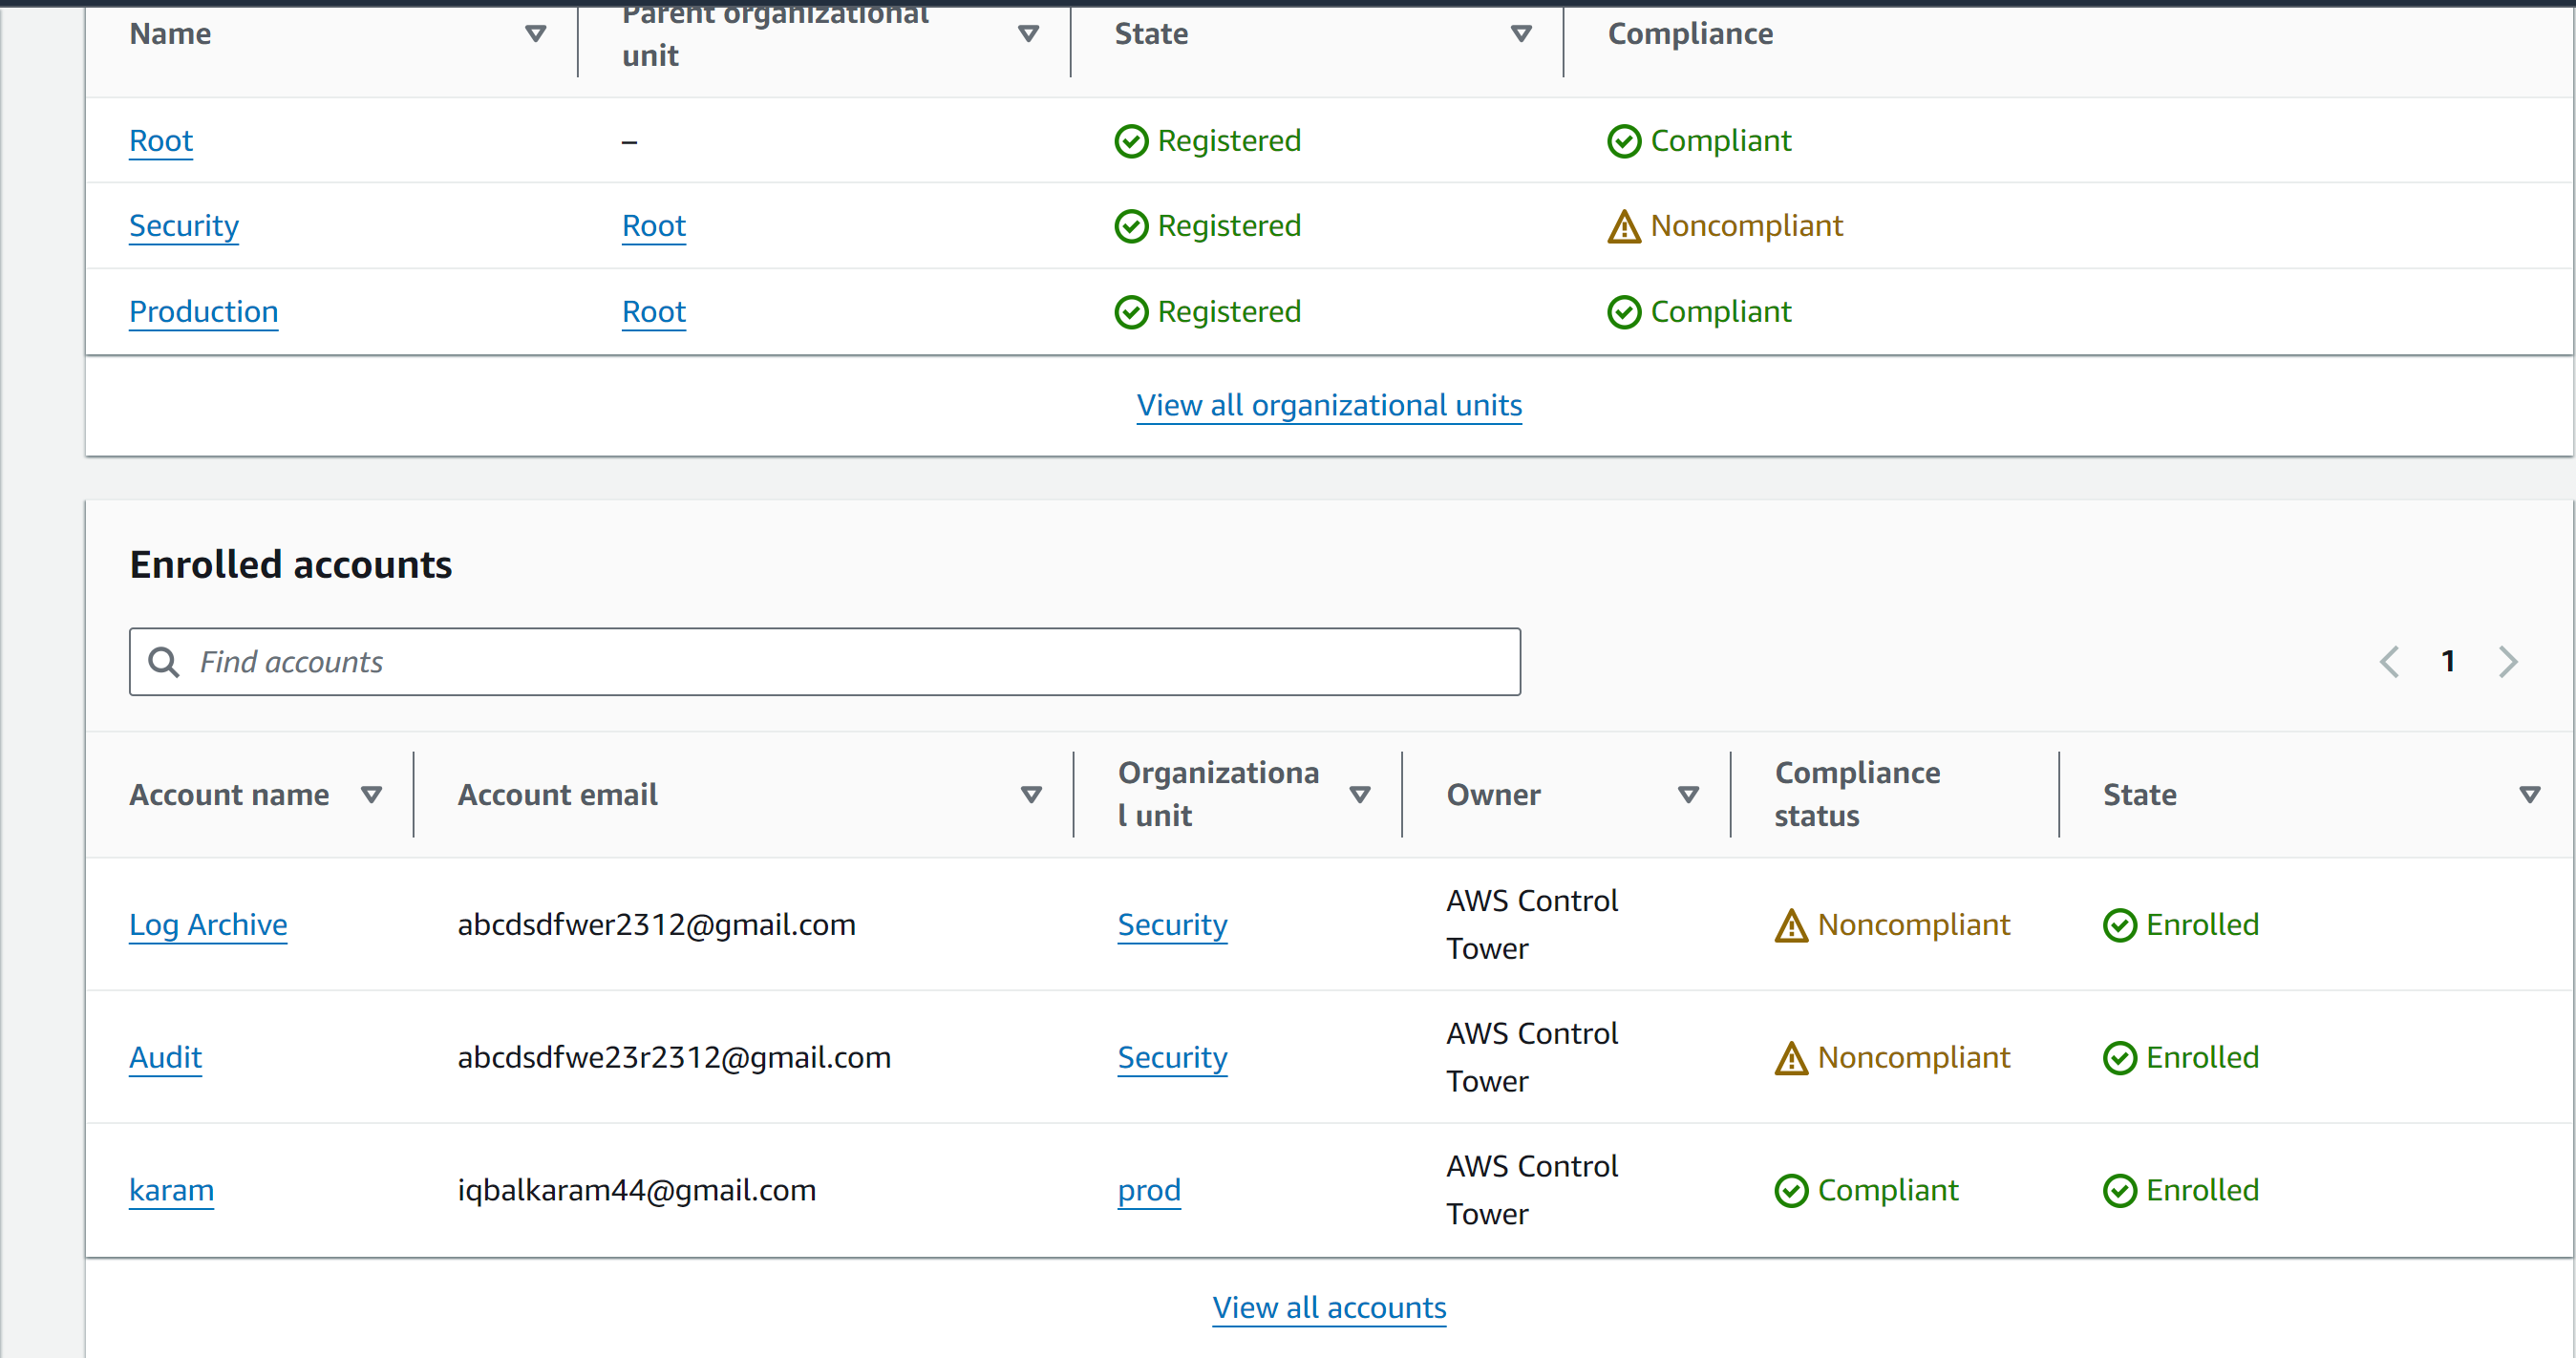 Name
Parent organizational
unit
State
Compliance
Root
–
Registered
Compliant
Security
Root
Registered
Noncompliant
Production
Root
Registered
Compliant
View all organizational units
Enrolled accounts
Find accounts
1
Account name
Account email
Organizationa
l unit
Owner
Compliance
status
State
Log Archive
abcdsdfwer2312@gmail.com
Security
AWS Control
Tower
Noncompliant
Enrolled
Audit
abcdsdfwe23r2312@gmail.com
Security
AWS Control
Tower
Noncompliant
Enrolled
karam
iqbalkaram44@gmail.com
prod
AWS Control
Tower
Compliant
Enrolled
View all accounts